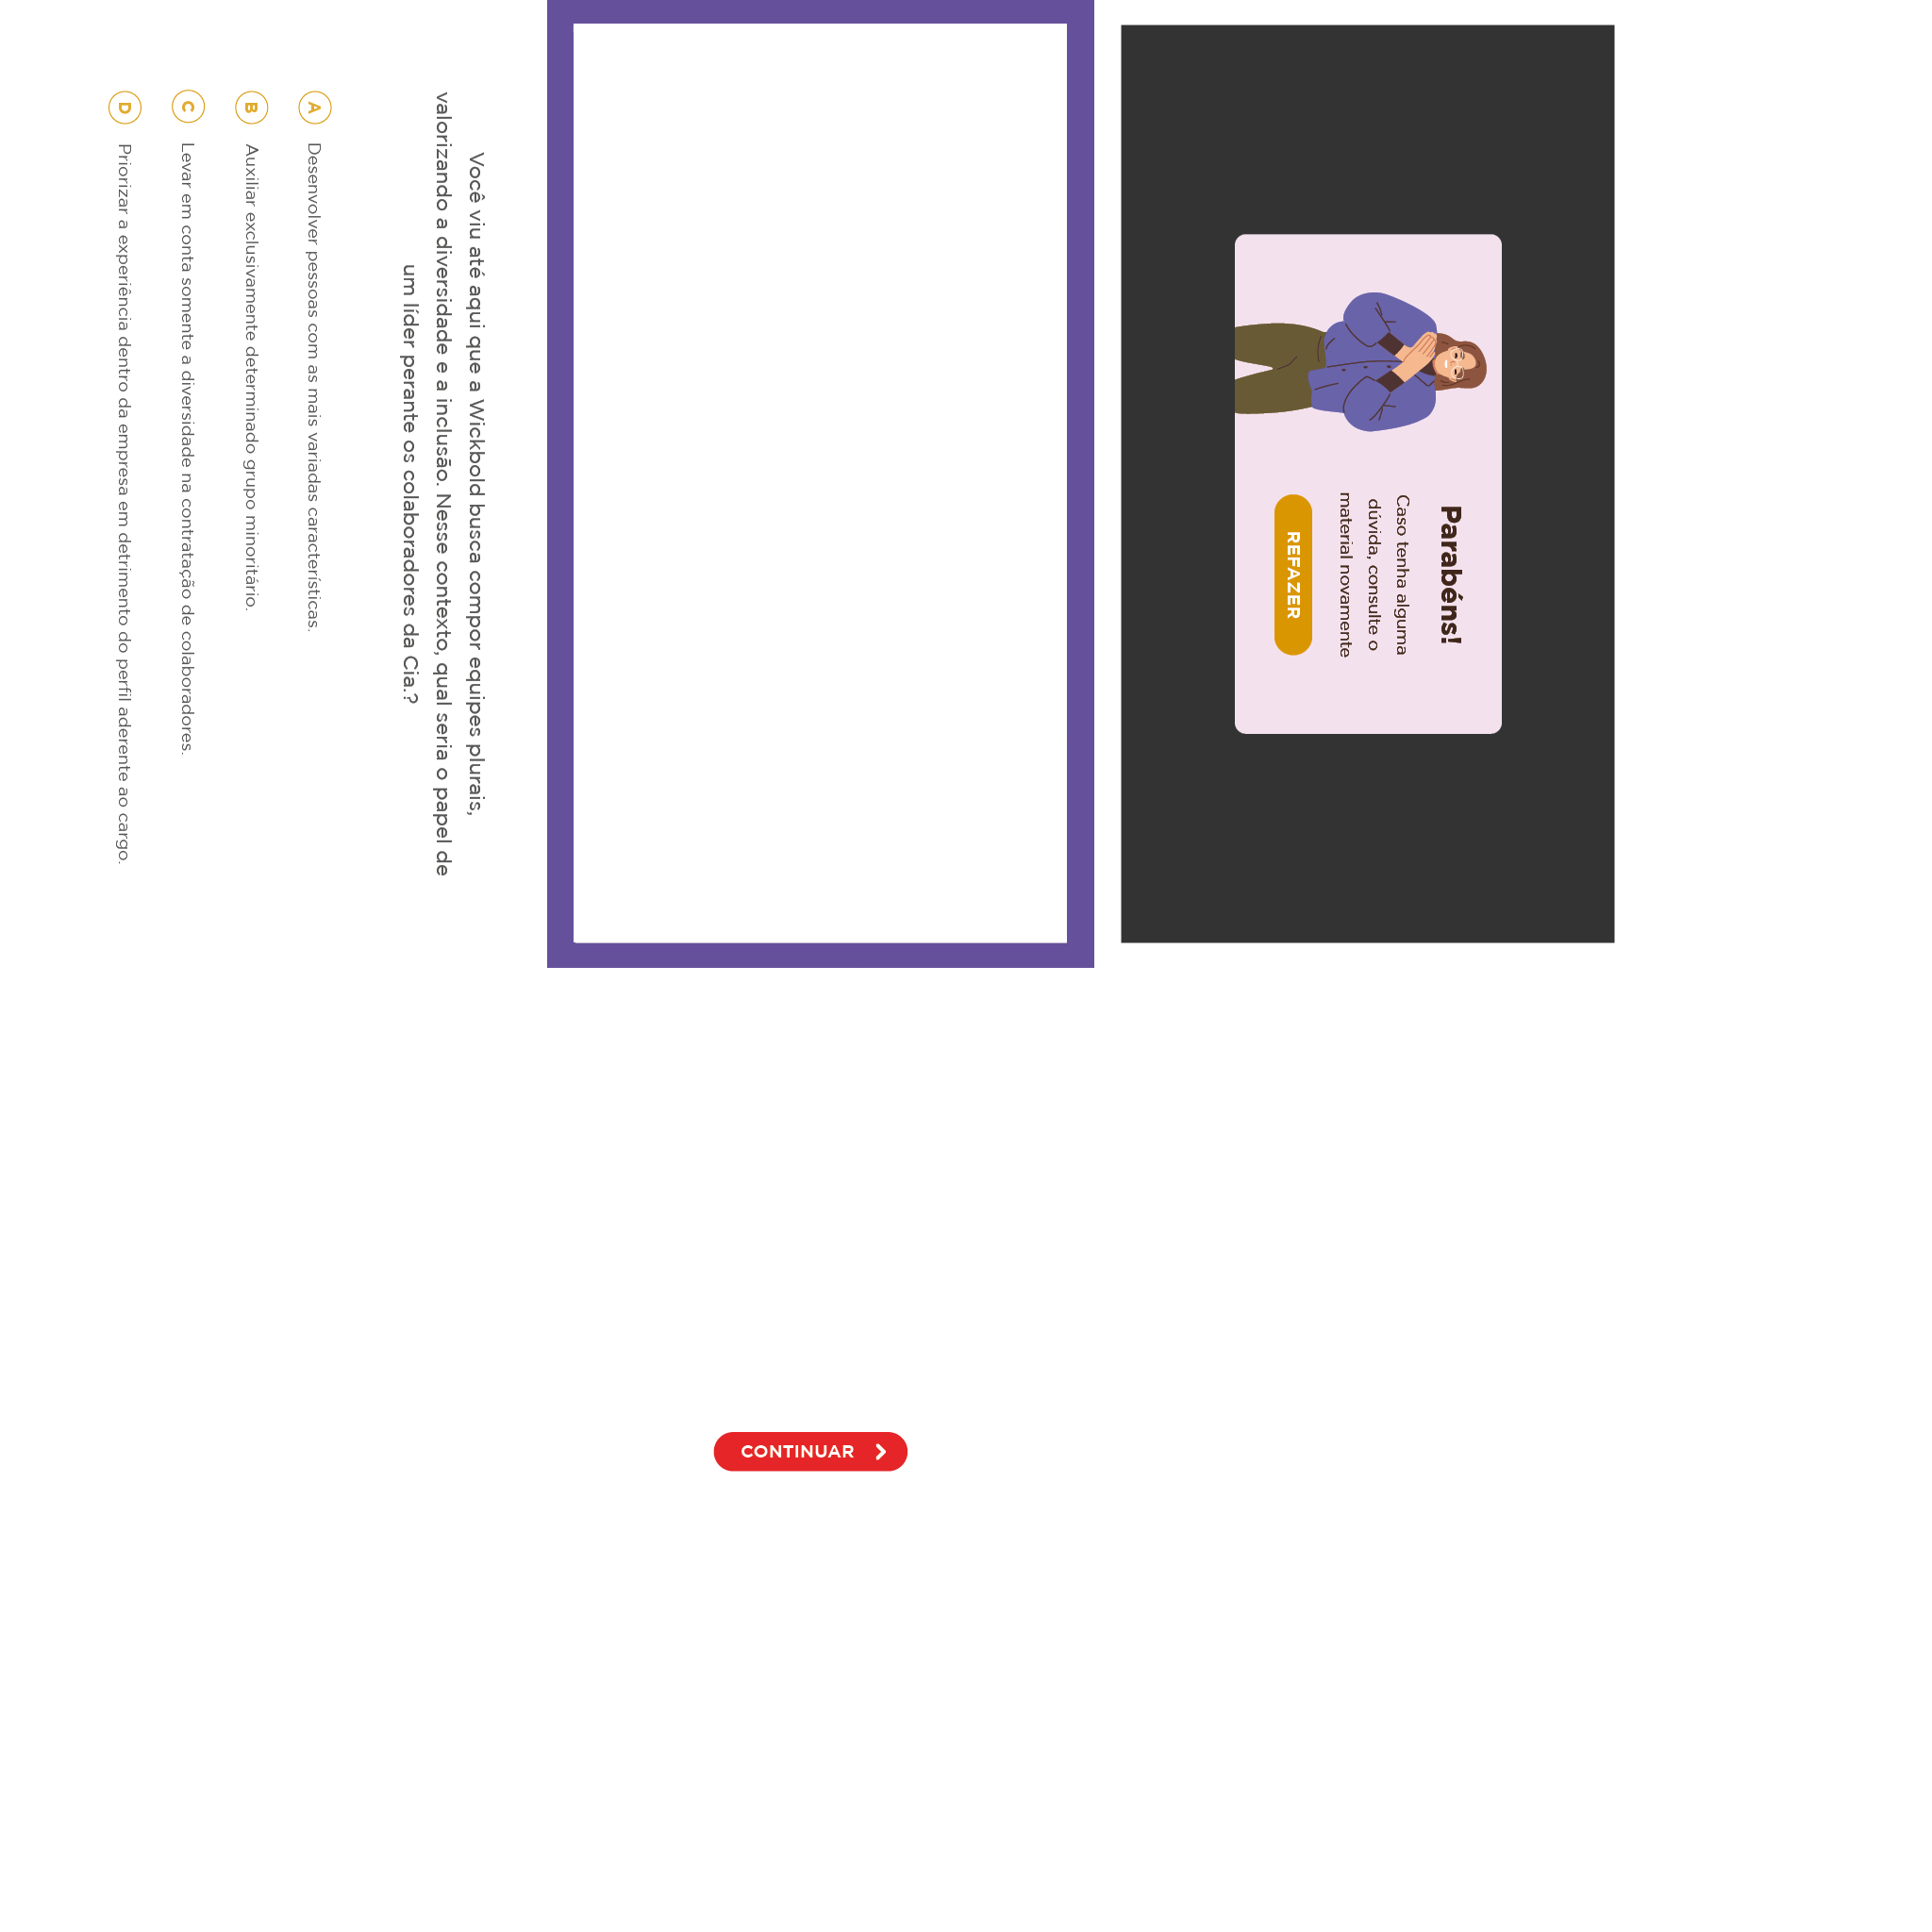 Parabéns!
Caso tenha alguma
dúvida, consulte o
material novamente
REFAZER
Você viu até aqui que a Wickbold busca compor equipes plurais,
valorizando a diversidade e a inclusão. Nesse contexto, qual seria o papel de
um líder perante os colaboradores da Cia.?
A Desenvolver pessoas com as mais variadas características.
B Auxiliar exclusivamente determinado grupo minoritário.
C Levar em conta somente a diversidade na contratação de colaboradores.
D Priorizar a experiência dentro da empresa em detrimento do perfil aderente ao cargo.
CONTINUAR